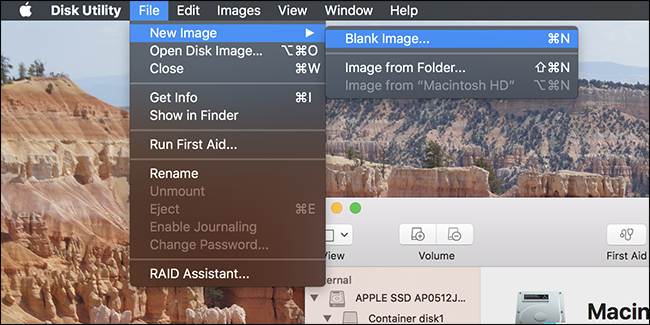 Disk Utility File Edit Images View Window Help
New Image ▶
Open Disk Image... ⌥⌘O
Close ⌘W
Get Info ⌘I
Show in Finder
Run First Aid...
Rename
Unmount
Eject ⌘E
Enable Journaling
Change Password...
RAID Assistant...
Blank Image... ⌘N
Image from Folder... ⇧⌘N
Image from “Macintosh HD” ⌥⌘N
View Volume First Aid
ternal
APPLE SSD AP0512J...
Container disk1
Macin